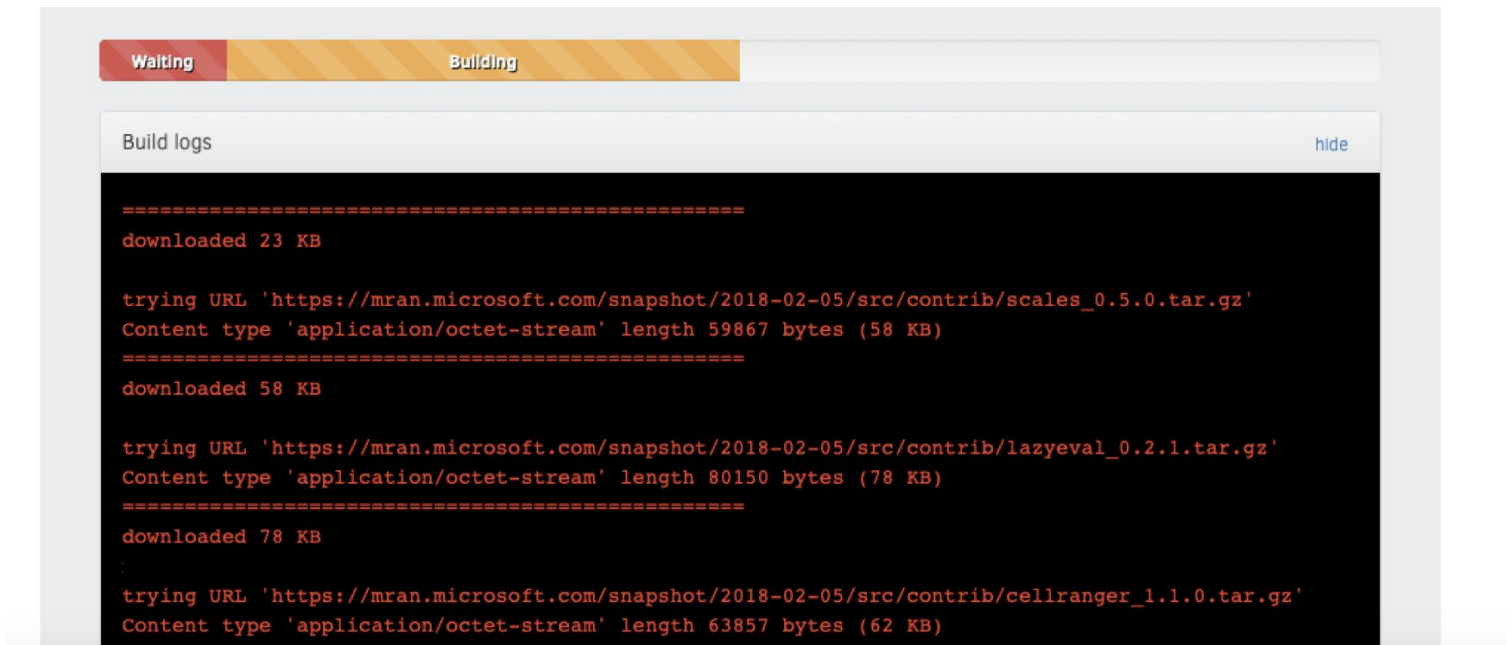 Waiting
Building
Build logs
hide
==================================================
downloaded 23 KB
trying URL 'https://mran.microsoft.com/snapshot/2018-02-05/src/contrib/scales_0.5.0.tar.gz'
Content type 'application/octet-stream' length 59867 bytes (58 KB)
==================================================
downloaded 58 KB
trying URL 'https://mran.microsoft.com/snapshot/2018-02-05/src/contrib/lazyeval_0.2.1.tar.gz'
Content type 'application/octet-stream' length 80150 bytes (78 KB)
==================================================
downloaded 78 KB
trying URL 'https://mran.microsoft.com/snapshot/2018-02-05/src/contrib/cellranger_1.1.0.tar.gz'
Content type 'application/octet-stream' length 63857 bytes (62 KB)